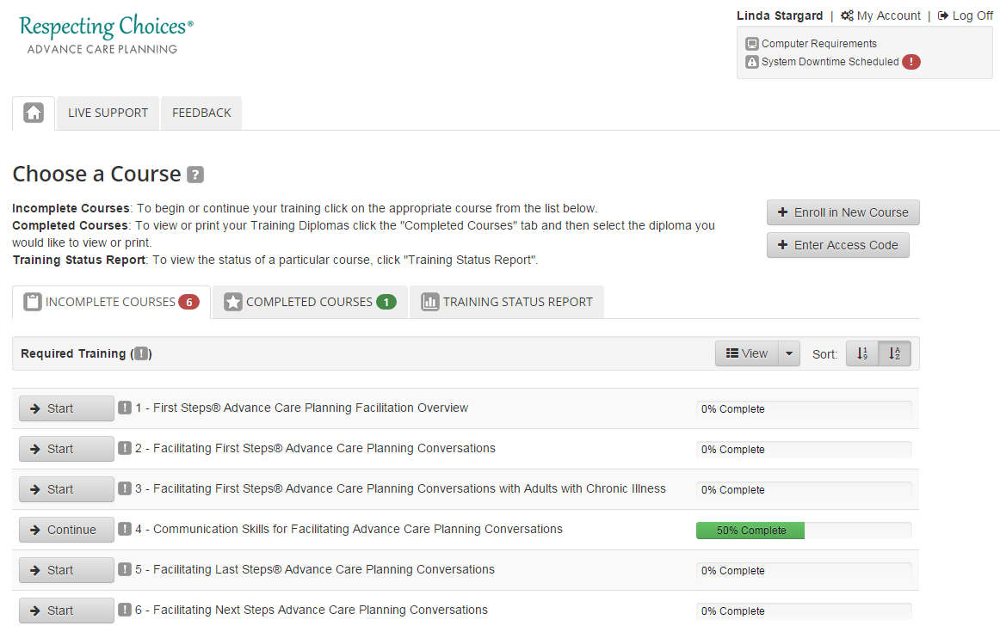 Respecting Choices®
ADVANCE CARE PLANNING
Linda Stargard | My Account | Log Off
Computer Requirements
System Downtime Scheduled !
LIVE SUPPORT
FEEDBACK
Choose a Course ?
Incomplete Courses: To begin or continue your training click on the appropriate course from the list below.
Completed Courses: To view or print your Training Diplomas click the "Completed Courses" tab and then select the diploma you
would like to view or print.
Training Status Report: To view the status of a particular course, click "Training Status Report".
+ Enroll in New Course
+ Enter Access Code
INCOMPLETE COURSES 6
COMPLETED COURSES 1
TRAINING STATUS REPORT
Required Training (!)
View
Sort:
1 9
A Z
Start ! 1 - First Steps® Advance Care Planning Facilitation Overview 0% Complete
Start ! 2 - Facilitating First Steps® Advance Care Planning Conversations 0% Complete
Start ! 3 - Facilitating First Steps® Advance Care Planning Conversations with Adults with Chronic Illness 0% Complete
Continue ! 4 - Communication Skills for Facilitating Advance Care Planning Conversations 50% Complete
Start ! 5 - Facilitating Last Steps® Advance Care Planning Conversations 0% Complete
Start ! 6 - Facilitating Next Steps Advance Care Planning Conversations 0% Complete